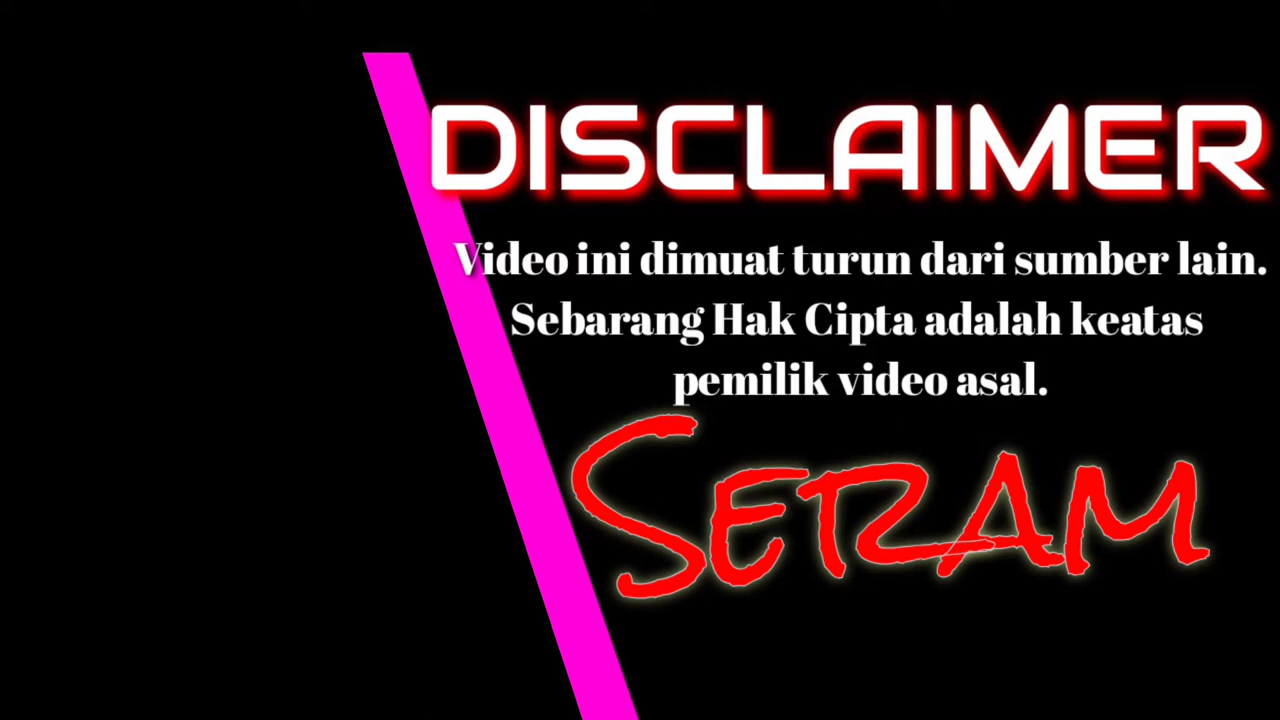 DISCLAIMER
Video ini dimuat turun dari sumber lain.
Sebarang Hak Cipta adalah keatas
pemilik video asal.
SERAM